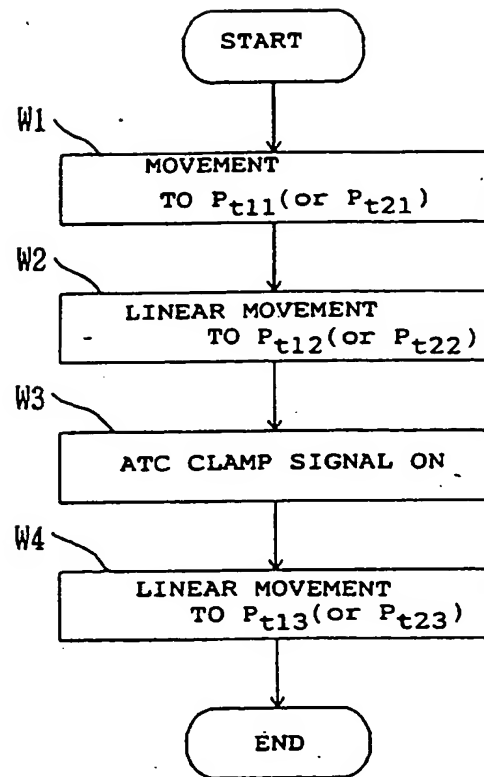 START
W1
MOVEMENT
TO Pt11(or Pt21)
W2
LINEAR MOVEMENT
TO Pt12(or Pt22)
W3
ATC CLAMP SIGNAL ON
W4
LINEAR MOVEMENT
TO Pt13(or Pt23)
END